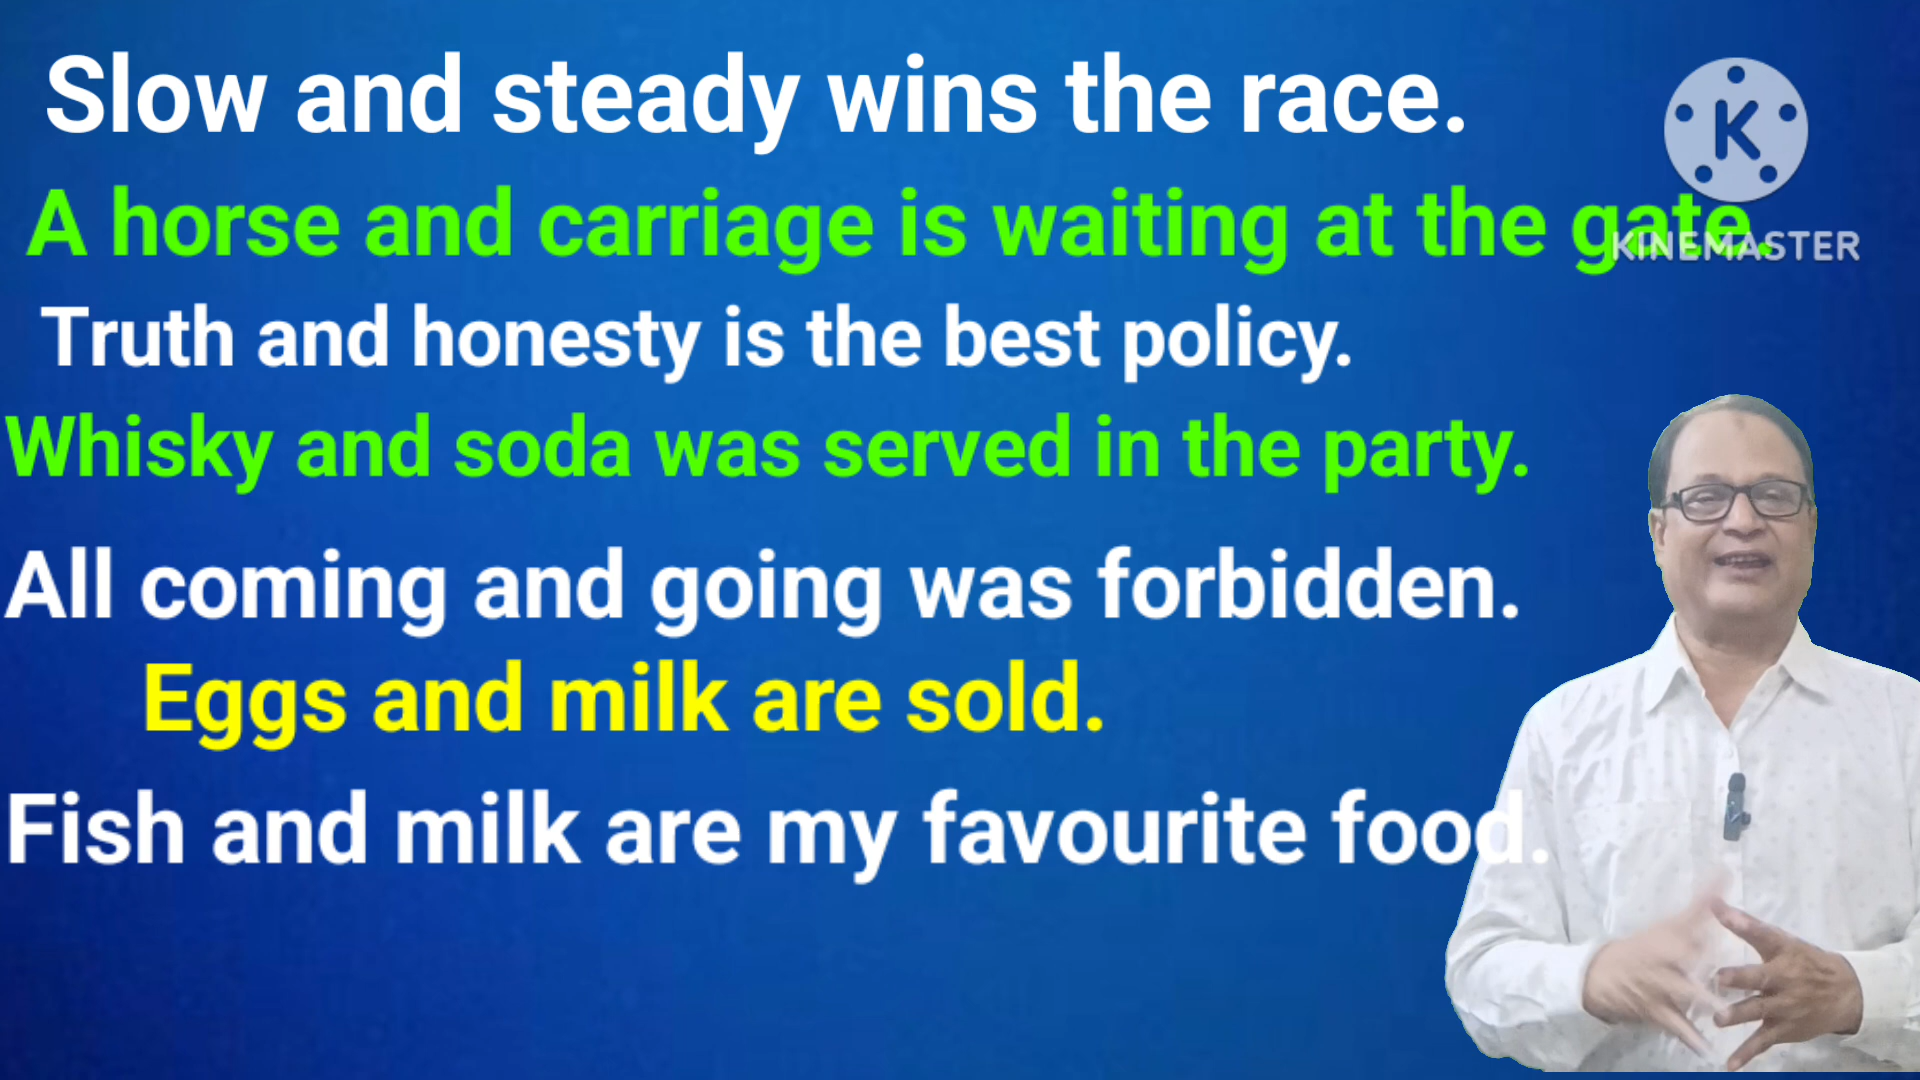 Slow and steady wins the race.
A horse and carriage is waiting at the gate.
Truth and honesty is the best policy.
Whisky and soda was served in the party.
All coming and going was forbidden.
Eggs and milk are sold.
Fish and milk are my favourite food.
K
KINEMASTER